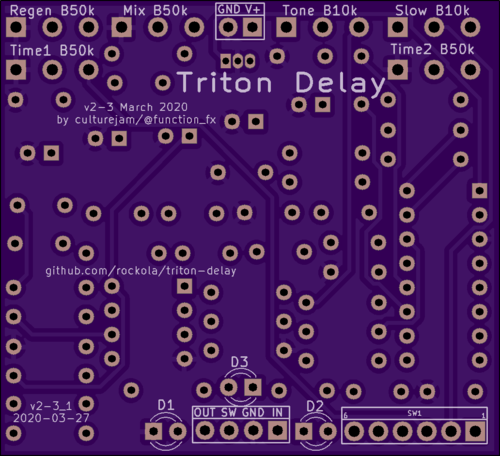 Regen B50k Mix B50k GND V+ Tone B10k Slow B10k
Time1 B50k Time2 B50k
Triton Delay
v2-3 March 2020
by culturejam/@function_fx
github.com/rockola/triton-delay
D3
v2-3_1
2020-03-27
D1 OUT SW GND IN D2 6 SW1 1